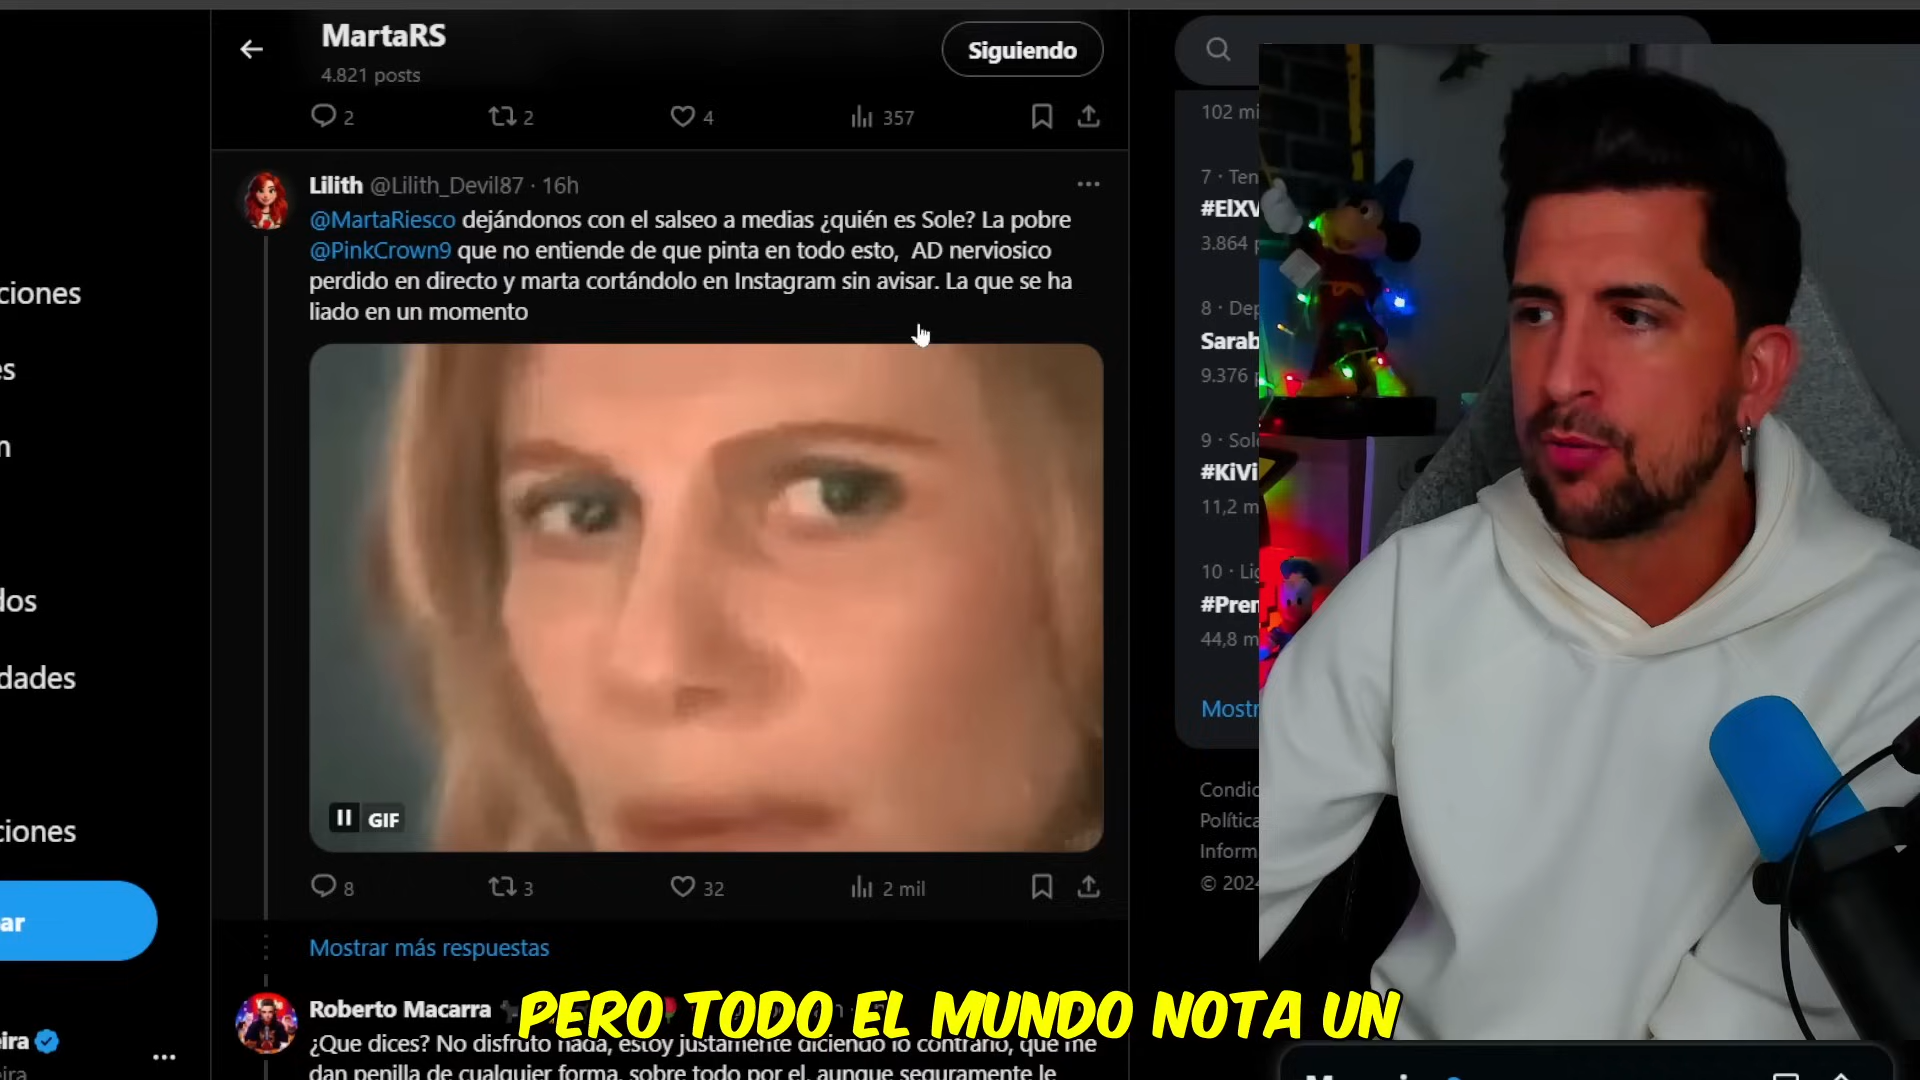 MartaRS
4.821 posts
Siguiendo
2
2
4
357
Lilith @Lilith_Devil87 · 16h
@MartaRiesco dejándonos con el salseo a medias ¿quién es Sole? La pobre
@PinkCrown9 que no entiende de que pinta en todo esto, AD nerviosico
perdido en directo y marta cortándolo en Instagram sin avisar. La que se ha
liado en un momento
GIF
8
3
32
2 mil
Mostrar más respuestas
Roberto Macarra
¿Que dices? No disfruto nada, estoy justamente diciendo lo contrario, que me
dan penilla de cualquier forma, sobre todo por el, aunque seguramente le
PERO TODO EL MUNDO NOTA UN
ciones
es
m
dos
dades
ciones
ar
eira
eira
102 mi
7 · Ten
#ElXV
3.864 p
8 · Dep
Sarab
9.376 p
9 · Solo
#KiVi
11,2 m
10 · Lig
#Prem
44,8 m
Mostr
Condic
Política
Inform
© 2024